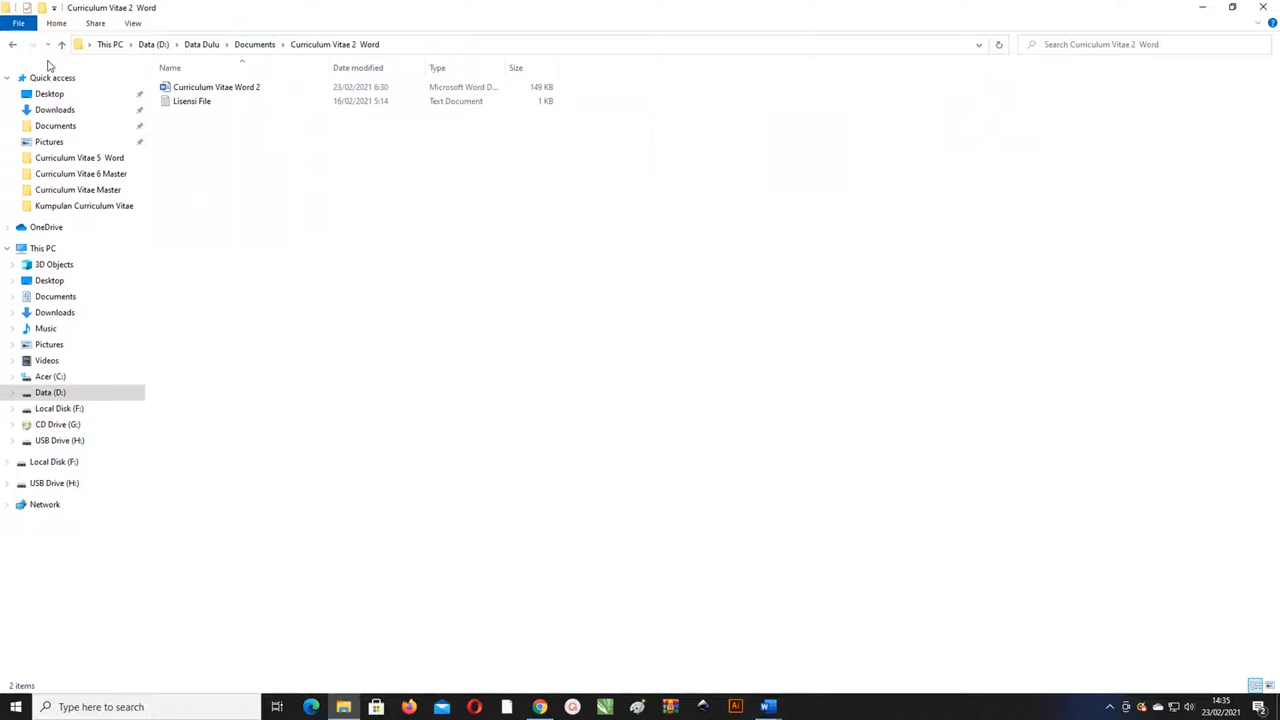 Curriculum Vitae 2 Word
File Home Share View
This PC Data (D:) Data Dulu Documents Curriculum Vitae 2 Word
Search Curriculum Vitae 2 Word
Name Date modified Type Size
Curriculum Vitae Word 2 23/02/2021 6:30 Microsoft Word D... 149 KB
Lisensi File 16/02/2021 5:14 Text Document 1 KB
Quick access
Desktop
Downloads
Documents
Pictures
Curriculum Vitae 5 Word
Curriculum Vitae 6 Master
Curriculum Vitae Master
Kumpulan Curriculum Vitae
OneDrive
This PC
3D Objects
Desktop
Documents
Downloads
Music
Pictures
Videos
Acer (C:)
Data (D:)
Local Disk (F:)
CD Drive (G:)
USB Drive (H:)
Local Disk (F:)
USB Drive (H:)
Network
2 items
Type here to search
Ai
14:35
23/02/2021
2